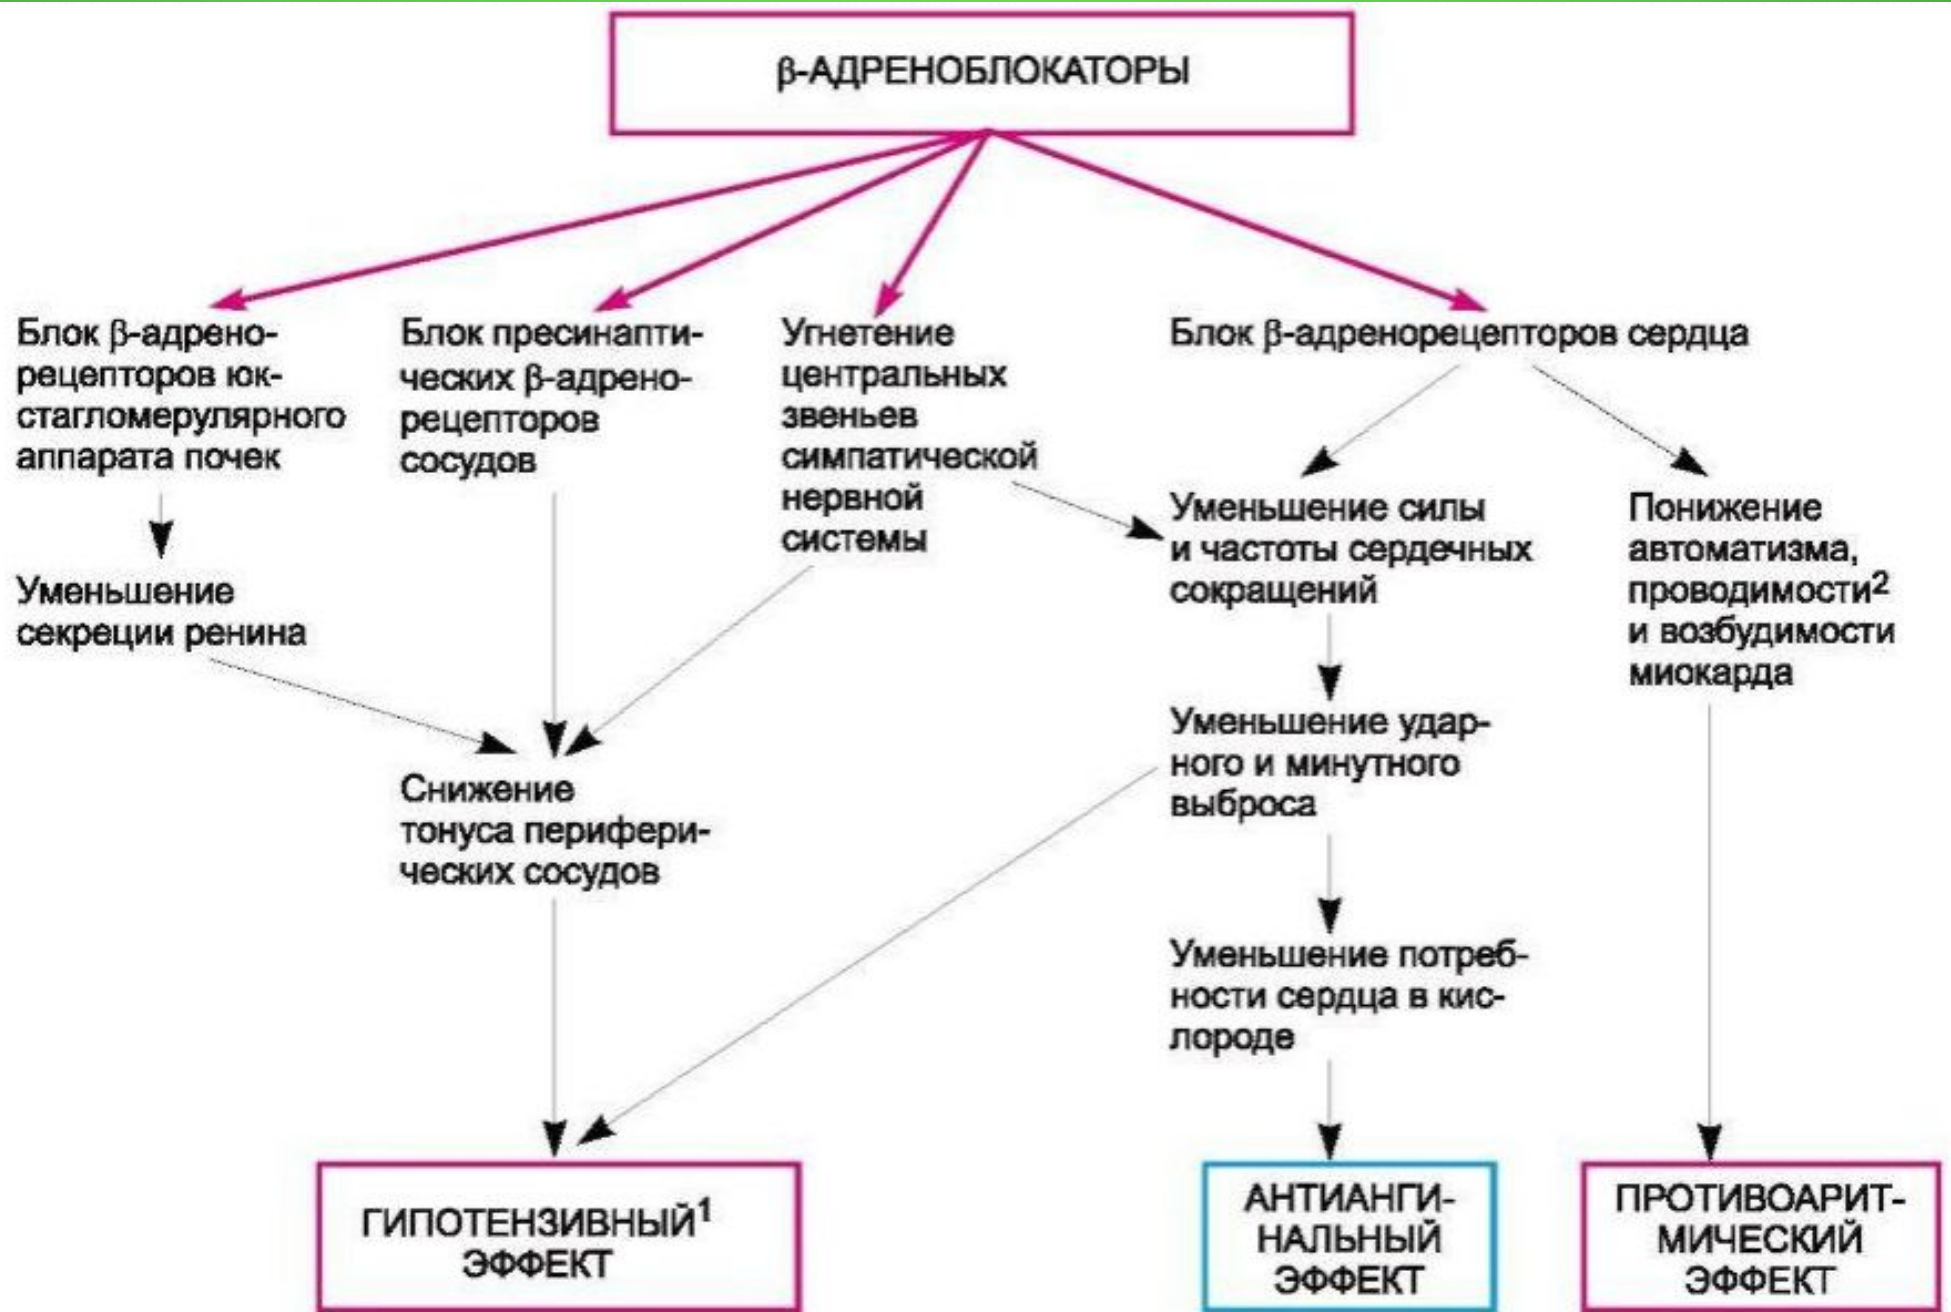 β-АДРЕНОБЛОКАТОРЫ
Блок β-адрено-
рецепторов юк-
стагломерулярного
аппарата почек
Блок пресинапти-
ческих β-адрено-
рецепторов
сосудов
Угнетение
центральных
звеньев
симпатической
нервной
системы
Блок β-адренорецепторов сердца
Уменьшение
секреции ренина
Уменьшение силы
и частоты сердечных
сокращений
Понижение
автоматизма,
проводимости2
и возбудимости
миокарда
Снижение
тонуса перифери-
ческих сосудов
Уменьшение удар-
ного и минутного
выброса
Уменьшение потреб-
ности сердца в кис-
лороде
ГИПОТЕНЗИВНЫЙ1
ЭФФЕКТ
АНТИАНГИ-
НАЛЬНЫЙ
ЭФФЕКТ
ПРОТИВОАРИТ-
МИЧЕСКИЙ
ЭФФЕКТ